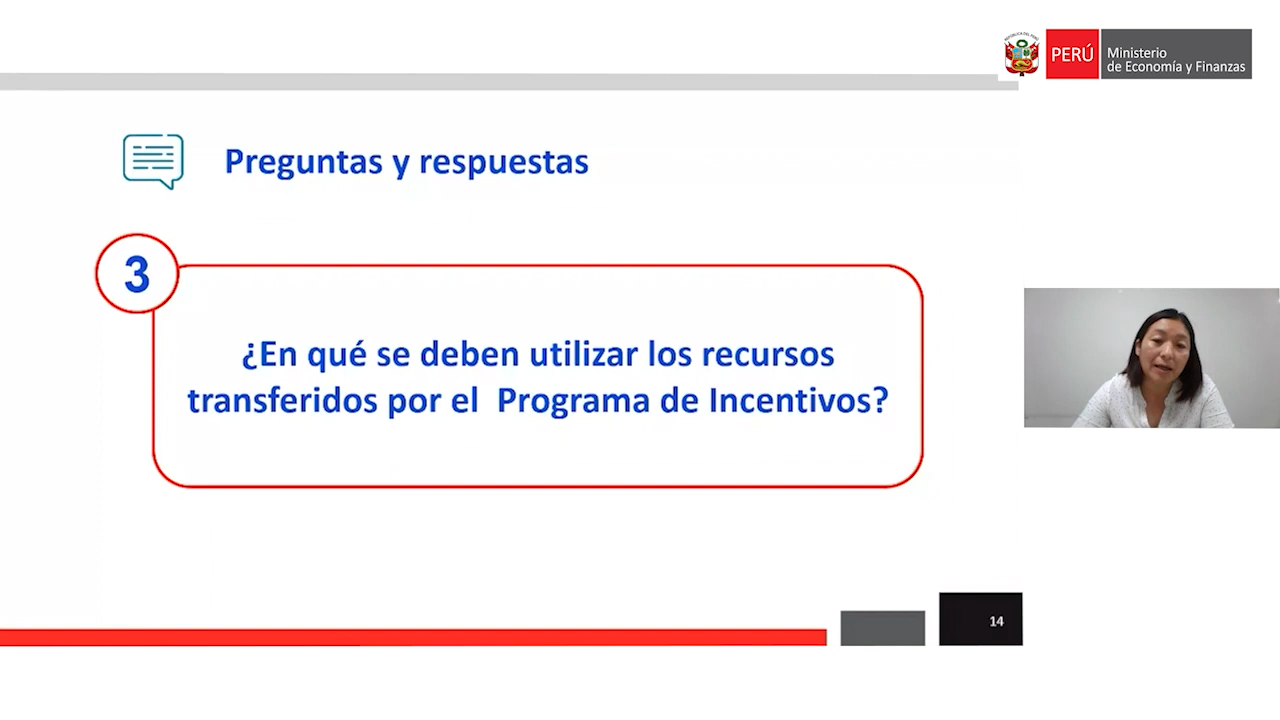 PERÚ
Ministerio
de Economía y Finanzas
Preguntas y respuestas
3
¿En qué se deben utilizar los recursos
transferidos por el Programa de Incentivos?
14